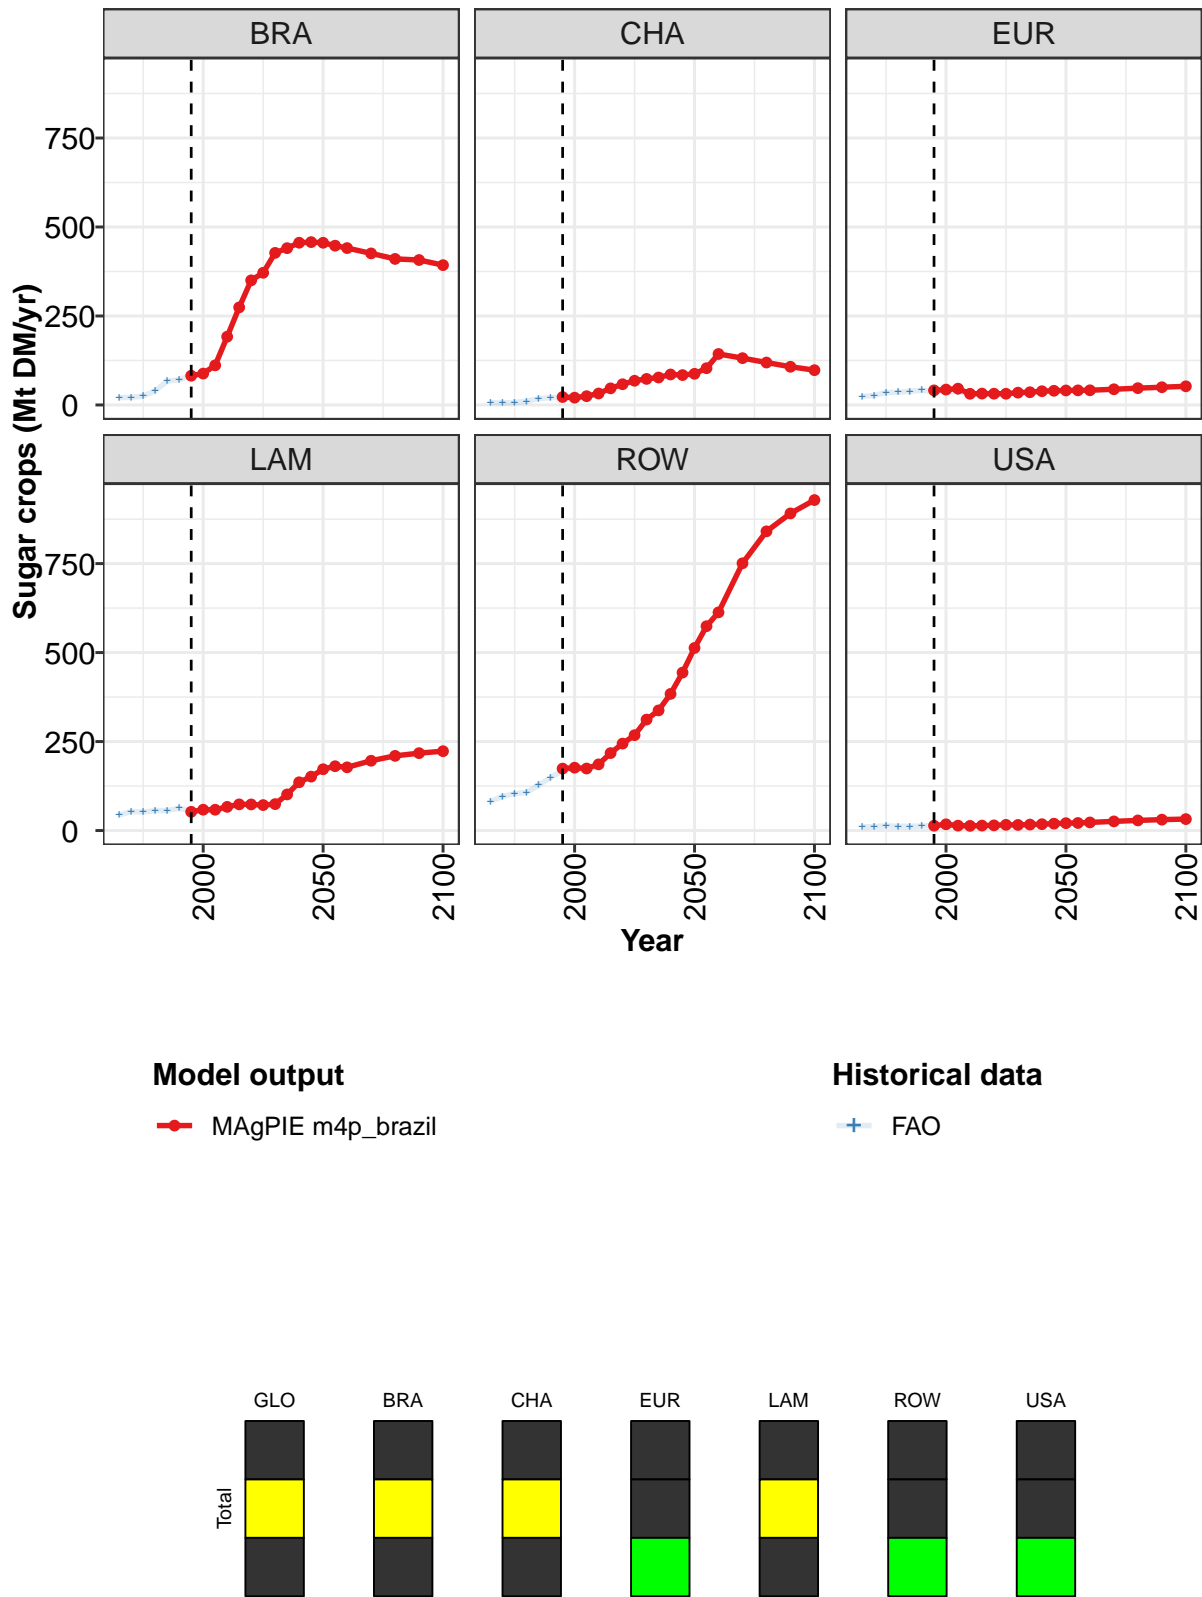 BRA
CHA
EUR
750
500
250
0
LAM
ROW
USA
750
500
250
0
Sugar crops (Mt DM/yr)
2000
2050
2100
2000
2050
2100
2000
2050
2100
Year
Model output
Historical data
MAgPIE m4p_brazil
FAO
GLO
BRA
CHA
EUR
LAM
ROW
USA
Total